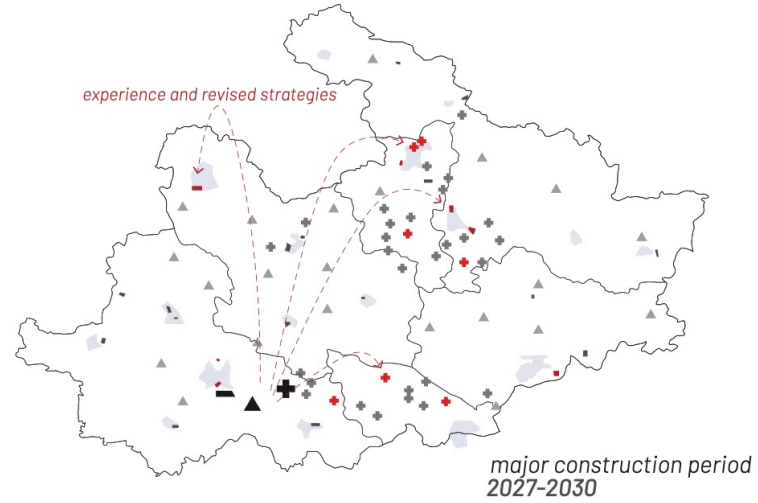 experience and revised strategies
major construction period
2027-2030